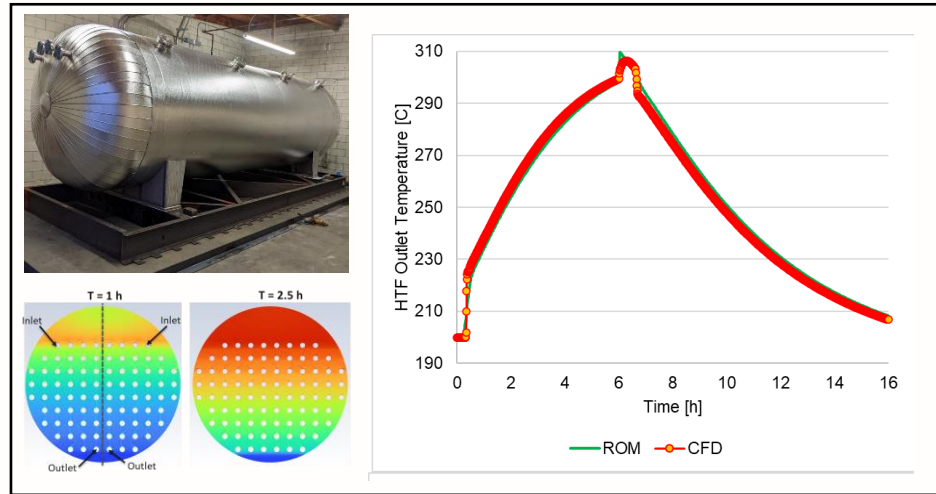 T = 1 h
T = 2.5 h
Inlet
Inlet
Outlet
Outlet
HTF Outlet Temperature [C]
310
290
270
250
230
210
190
0 2 4 6 8 10 12 14 16
Time [h]
ROM CFD